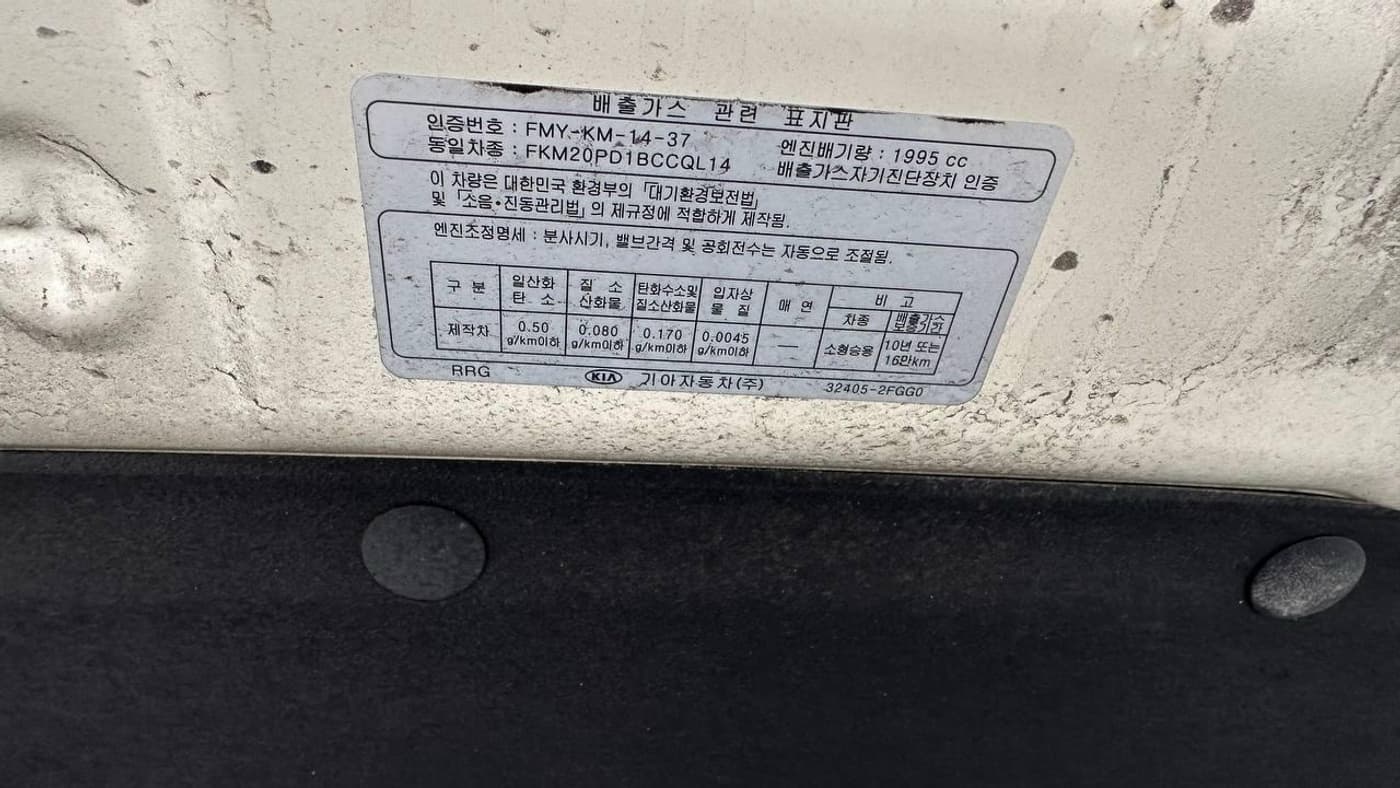 배출가스 관련 표지판
인증번호 : FMY-KM-14-37
동일차종 : FKM20PD1BCCQL14
엔진배기량 : 1995 cc
배출가스자기진단장치 인증
이 차량은 대한민국 환경부의 「대기환경보전법」
및 「소음•진동관리법」의 제규정에 적합하게 제작됨.
엔진조정명세 : 분사시기, 밸브간격 및 공회전수는 자동으로 조절됨.
구 분 일산화 탄 소 질 소 산화물 탄화수소및 질소산화물 입자상 물 질 매 연 비 고
차종 배출가스 보증기간
제작차 0.50 g/km이하 0.080 g/km이하 0.170 g/km이하 0.0045 g/km이하 — 소형승용 10년 또는 16만km
RRG KIA 기아자동차(주) 32405-2FGG0